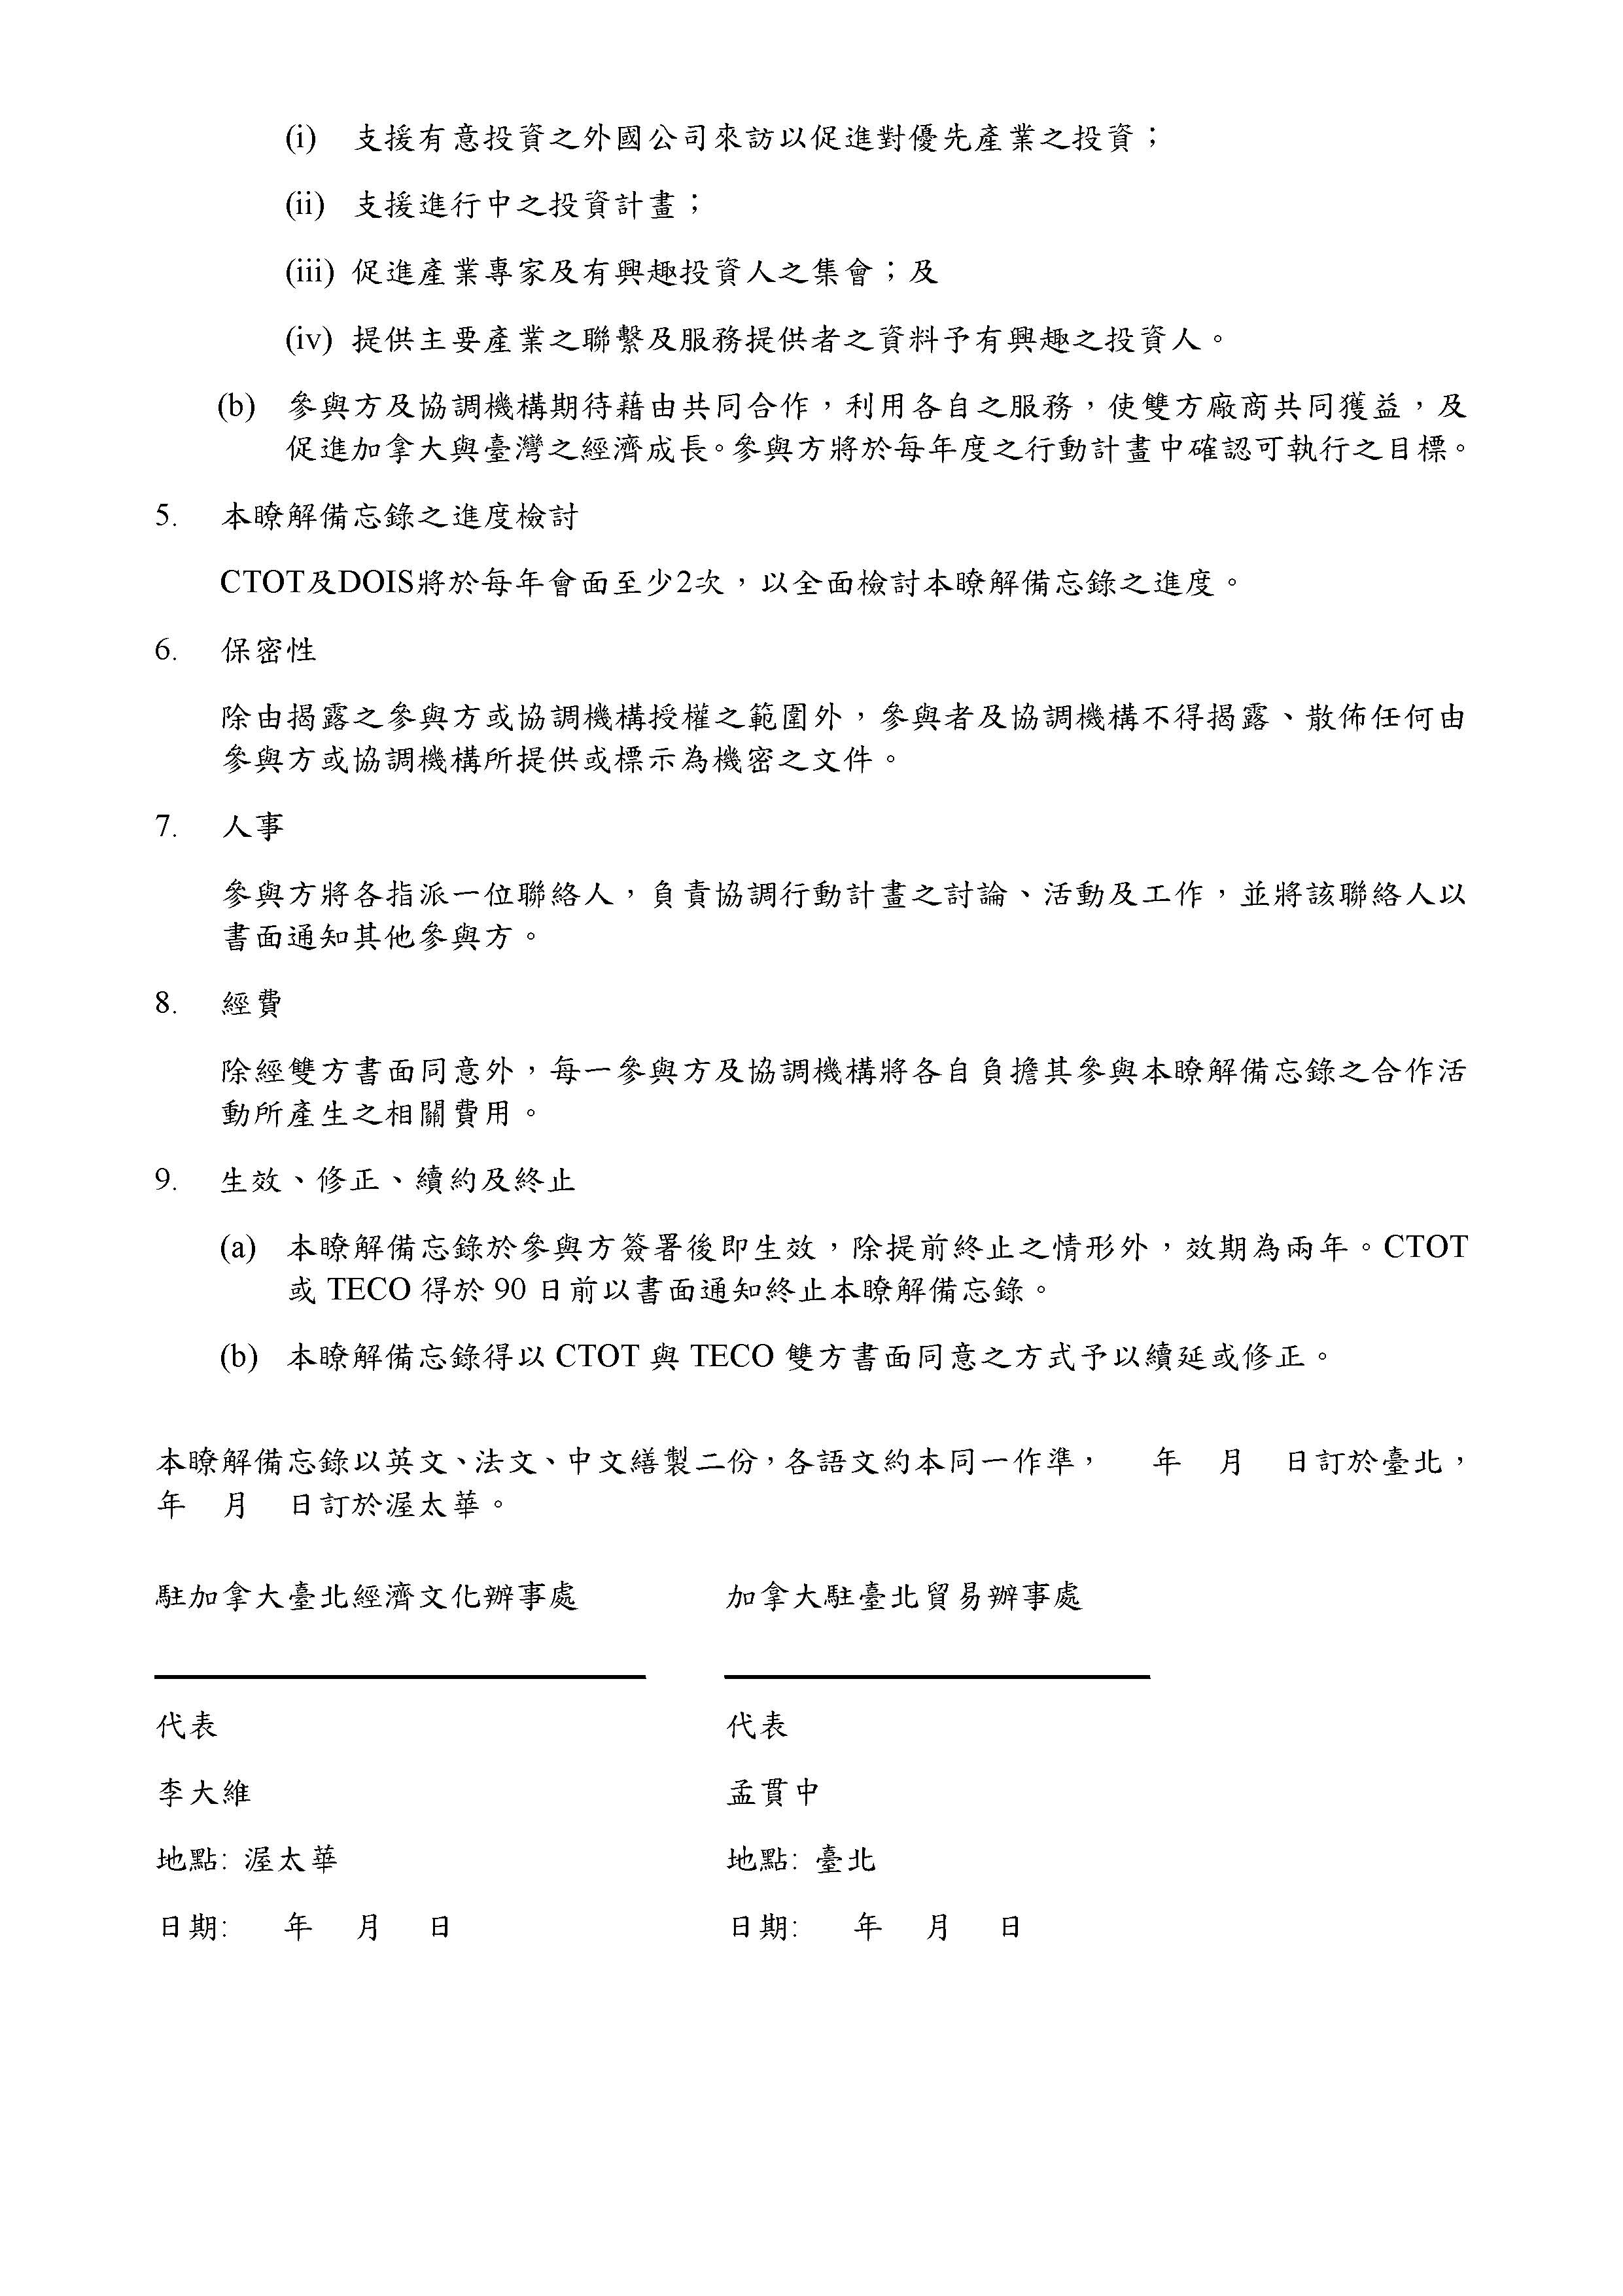 (i) 支援有意投資之外國公司來訪以促進對優先產業之投資；
(ii) 支援進行中之投資計畫；
(iii) 促進產業專家及有興趣投資人之集會；及
(iv) 提供主要產業之聯繫及服務提供者之資料予有興趣之投資人。
(b) 參與方及協調機構期待藉由共同合作，利用各自之服務，使雙方廠商共同獲益，及
促進加拿大與臺灣之經濟成長。參與方將於每年度之行動計畫中確認可執行之目標。
5. 本瞭解備忘錄之進度檢討
CTOT及DOIS將於每年會面至少2次，以全面檢討本瞭解備忘錄之進度。
6. 保密性
除由揭露之參與方或協調機構授權之範圍外，參與者及協調機構不得揭露、散佈任何由
參與方或協調機構所提供或標示為機密之文件。
7. 人事
參與方將各指派一位聯絡人，負責協調行動計畫之討論、活動及工作，並將該聯絡人以
書面通知其他參與方。
8. 經費
除經雙方書面同意外，每一參與方及協調機構將各自負擔其參與本瞭解備忘錄之合作活
動所產生之相關費用。
9. 生效、修正、續約及終止
(a) 本瞭解備忘錄於參與方簽署後即生效，除提前終止之情形外，效期為兩年。CTOT
或 TECO 得於 90 日前以書面通知終止本瞭解備忘錄。
(b) 本瞭解備忘錄得以 CTOT 與 TECO 雙方書面同意之方式予以續延或修正。
本瞭解備忘錄以英文、法文、中文繕製二份，各語文約本同一作準， 年 月 日訂於臺北，
年 月 日訂於渥太華。
駐加拿大臺北經濟文化辦事處 加拿大駐臺北貿易辦事處
代表 代表
李大維 孟貫中
地點: 渥太華 地點: 臺北
日期: 年 月 日 日期: 年 月 日